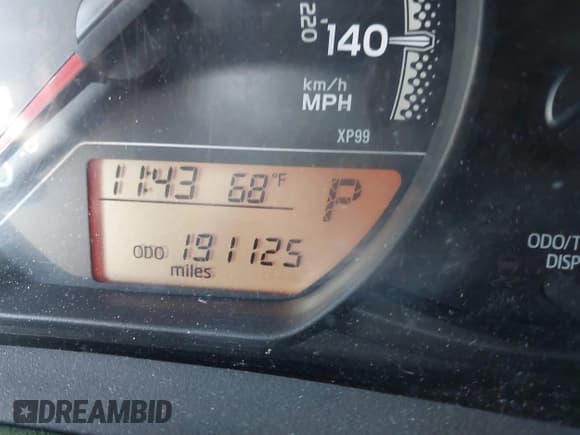 220
140
km/h
MPH
XP99
11:43 68°F P
ODO 191125
miles
ODO/T
DISP
DREAMBID